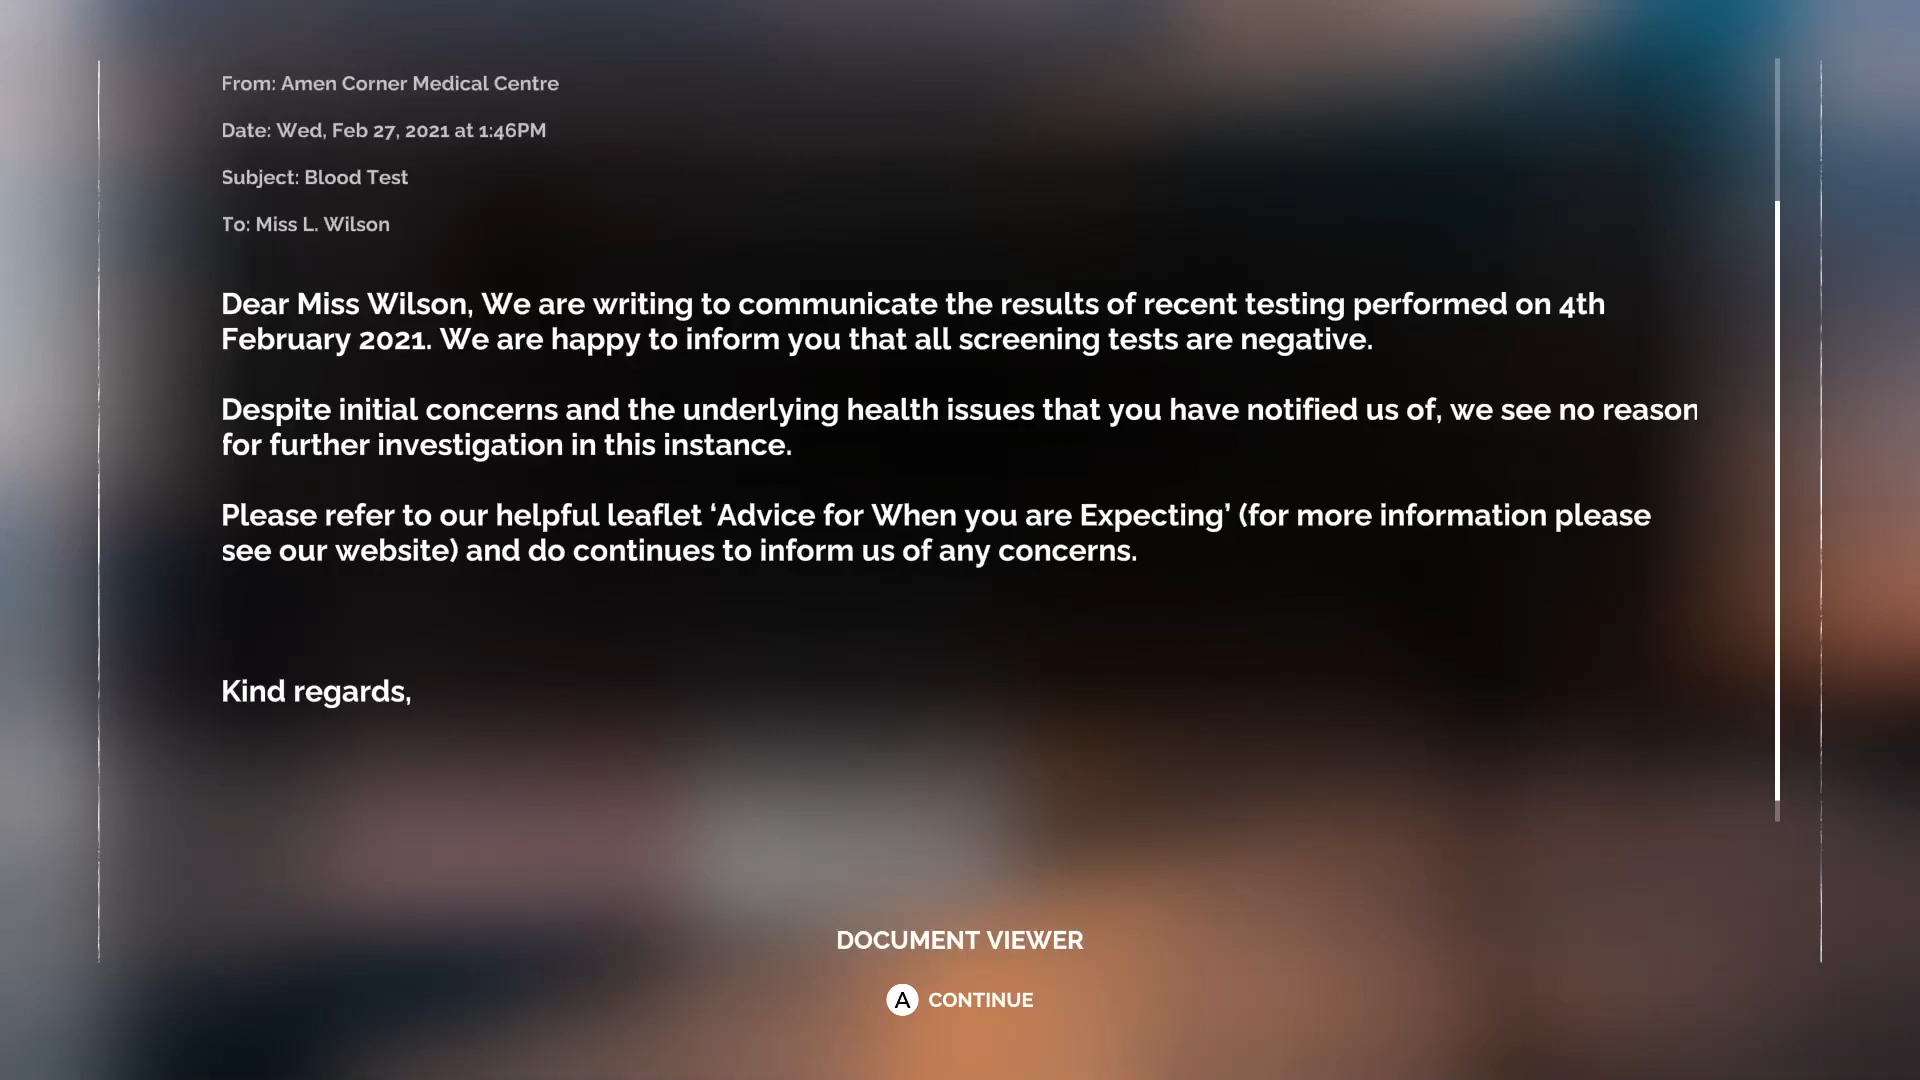 From: Amen Corner Medical Centre
Date: Wed, Feb 27, 2021 at 1:46PM
Subject: Blood Test
To: Miss L. Wilson
Dear Miss Wilson, We are writing to communicate the results of recent testing performed on 4th
February 2021. We are happy to inform you that all screening tests are negative.
Despite initial concerns and the underlying health issues that you have notified us of, we see no reason
for further investigation in this instance.
Please refer to our helpful leaflet ‘Advice for When you are Expecting’ (for more information please
see our website) and do continues to inform us of any concerns.
Kind regards,
DOCUMENT VIEWER
A CONTINUE